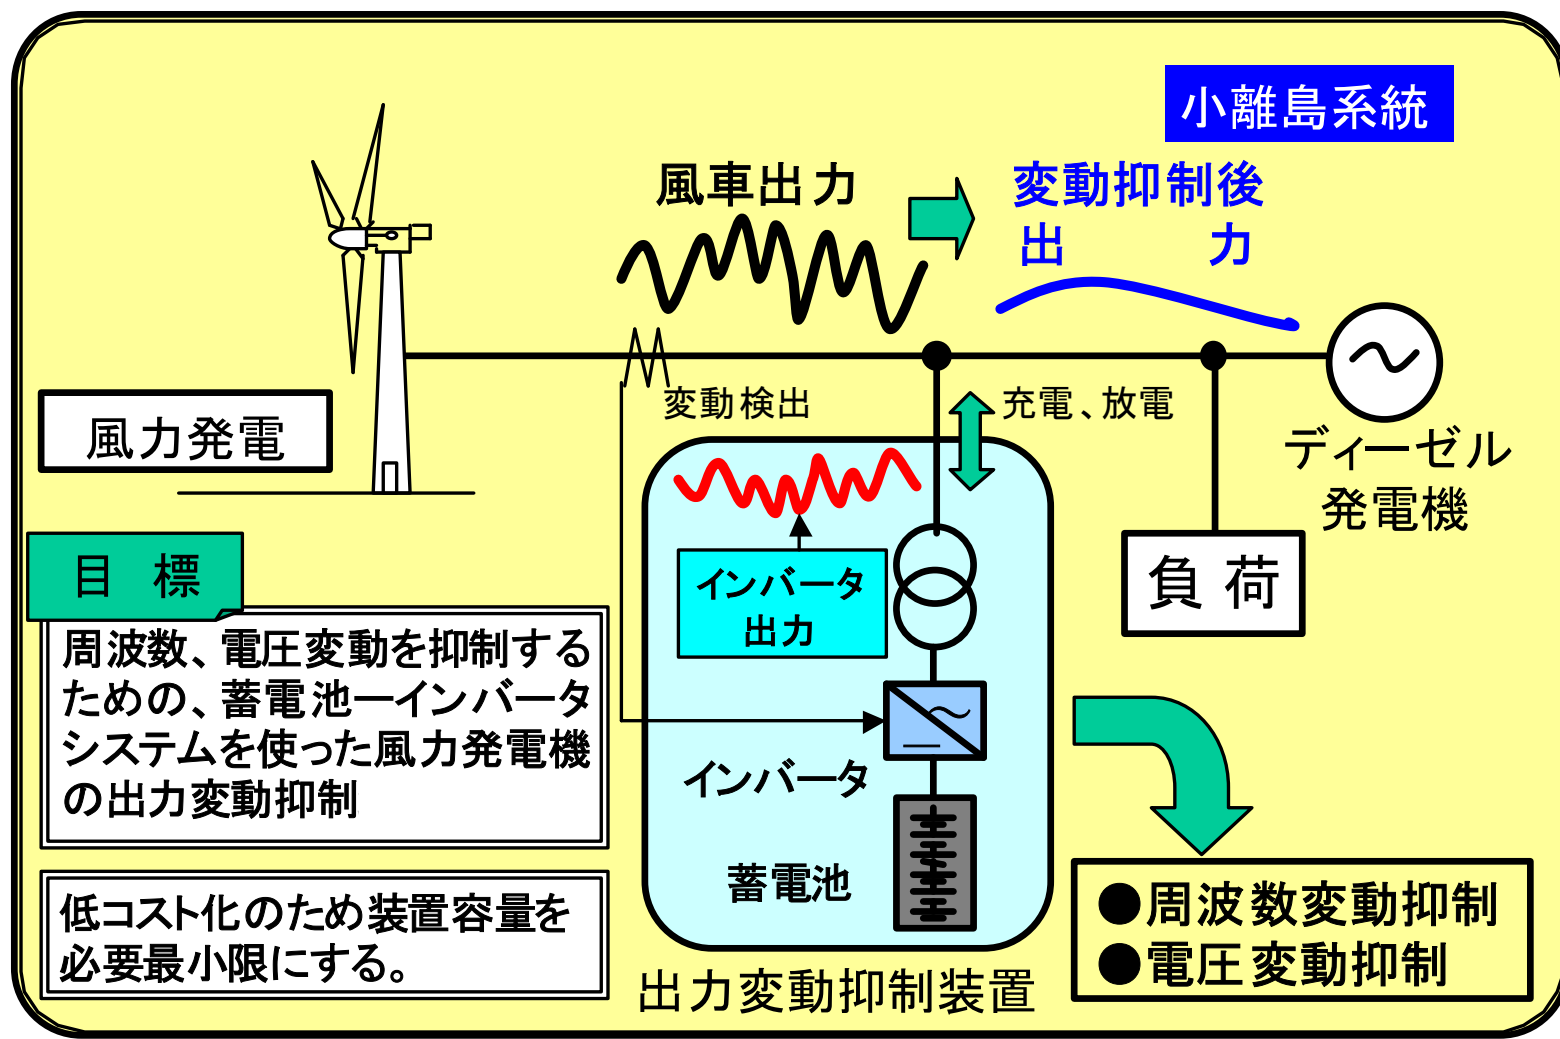 小離島系統
風車出力
変動抑制後
出 力
変動検出
充電、放電
風力発電
ディーゼル
発電機
負 荷
目 標
周波数、電圧変動を抑制する
ための、蓄電池ーインバータ
システムを使った風力発電機
の出力変動抑制
インバータ
出力
インバータ
蓄電池
低コスト化のため装置容量を
必要最小限にする。
出力変動抑制装置
●周波数変動抑制
●電圧変動抑制